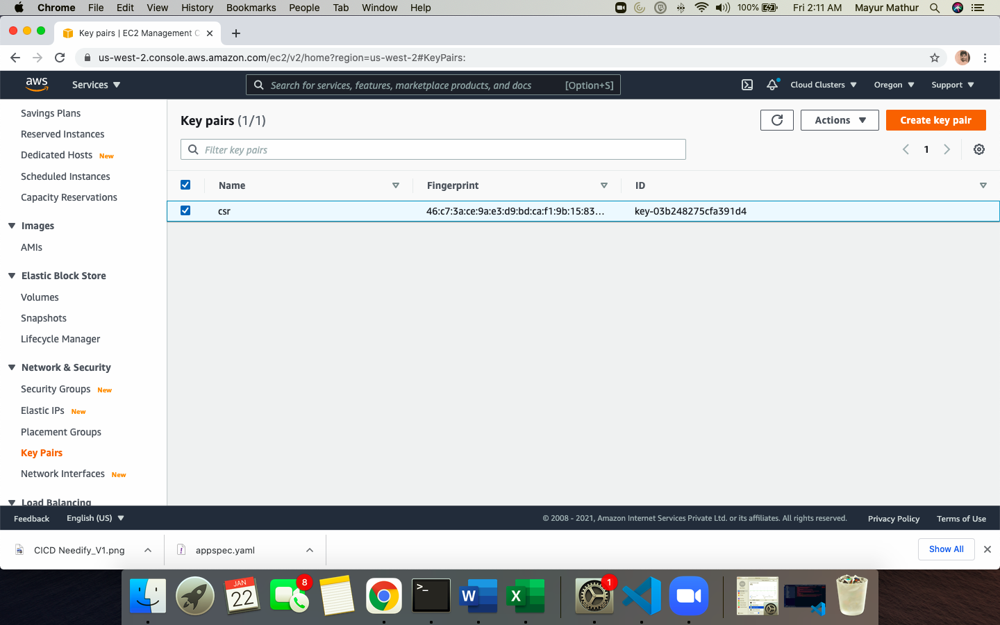 Chrome File Edit View History Bookmarks People Tab Window Help 100% Fri 2:11 AM Mayur Mathur
Key pairs | EC2 Management C
us-west-2.console.aws.amazon.com/ec2/v2/home?region=us-west-2#KeyPairs:
aws Services Search for services, features, marketplace products, and docs [Option+S] Cloud Clusters Oregon Support
Savings Plans
Reserved Instances
Dedicated Hosts New
Scheduled Instances
Capacity Reservations
Images
AMIs
Elastic Block Store
Volumes
Snapshots
Lifecycle Manager
Network & Security
Security Groups New
Elastic IPs New
Placement Groups
Key Pairs
Network Interfaces New
Load Balancing
Key pairs (1/1) Actions Create key pair
Filter key pairs 1
Name Fingerprint ID
csr 46:c7:3a:ce:9a:e3:d9:bd:ca:f1:9b:15:83... key-03b248275cfa391d4
Feedback English (US) © 2008 - 2021, Amazon Internet Services Private Ltd. or its affiliates. All rights reserved. Privacy Policy Terms of Use
CICD Needify_V1.png appspec.yaml Show All
JAN
22
8
>_
W
X
1